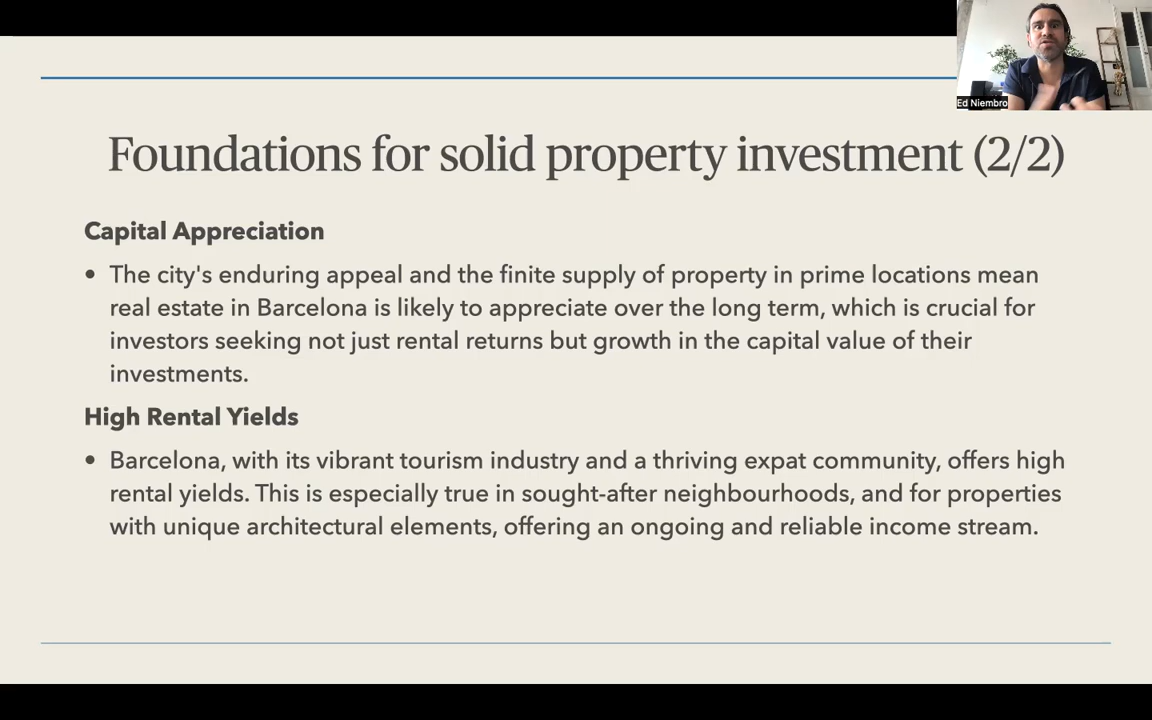 Ed Niembro
Foundations for solid property investment (2/2)
Capital Appreciation
• The city's enduring appeal and the finite supply of property in prime locations mean
real estate in Barcelona is likely to appreciate over the long term, which is crucial for
investors seeking not just rental returns but growth in the capital value of their
investments.
High Rental Yields
• Barcelona, with its vibrant tourism industry and a thriving expat community, offers high
rental yields. This is especially true in sought-after neighbourhoods, and for properties
with unique architectural elements, offering an ongoing and reliable income stream.